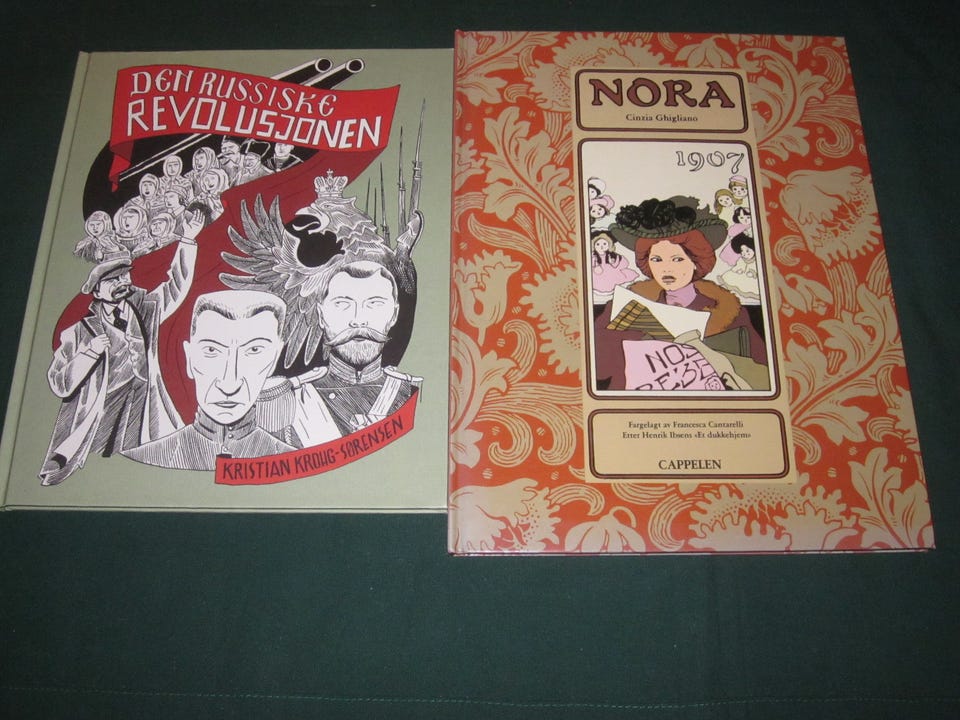 DEN RUSSISKE
REVOLUSJONEN
KRISTIAN KROHG-SØRENSEN
NORA
Cinzia Ghigliano
1907
Fargelagt av Francesca Cantarelli
Etter Henrik Ibsens «Et dukkehjem»
CAPPELEN